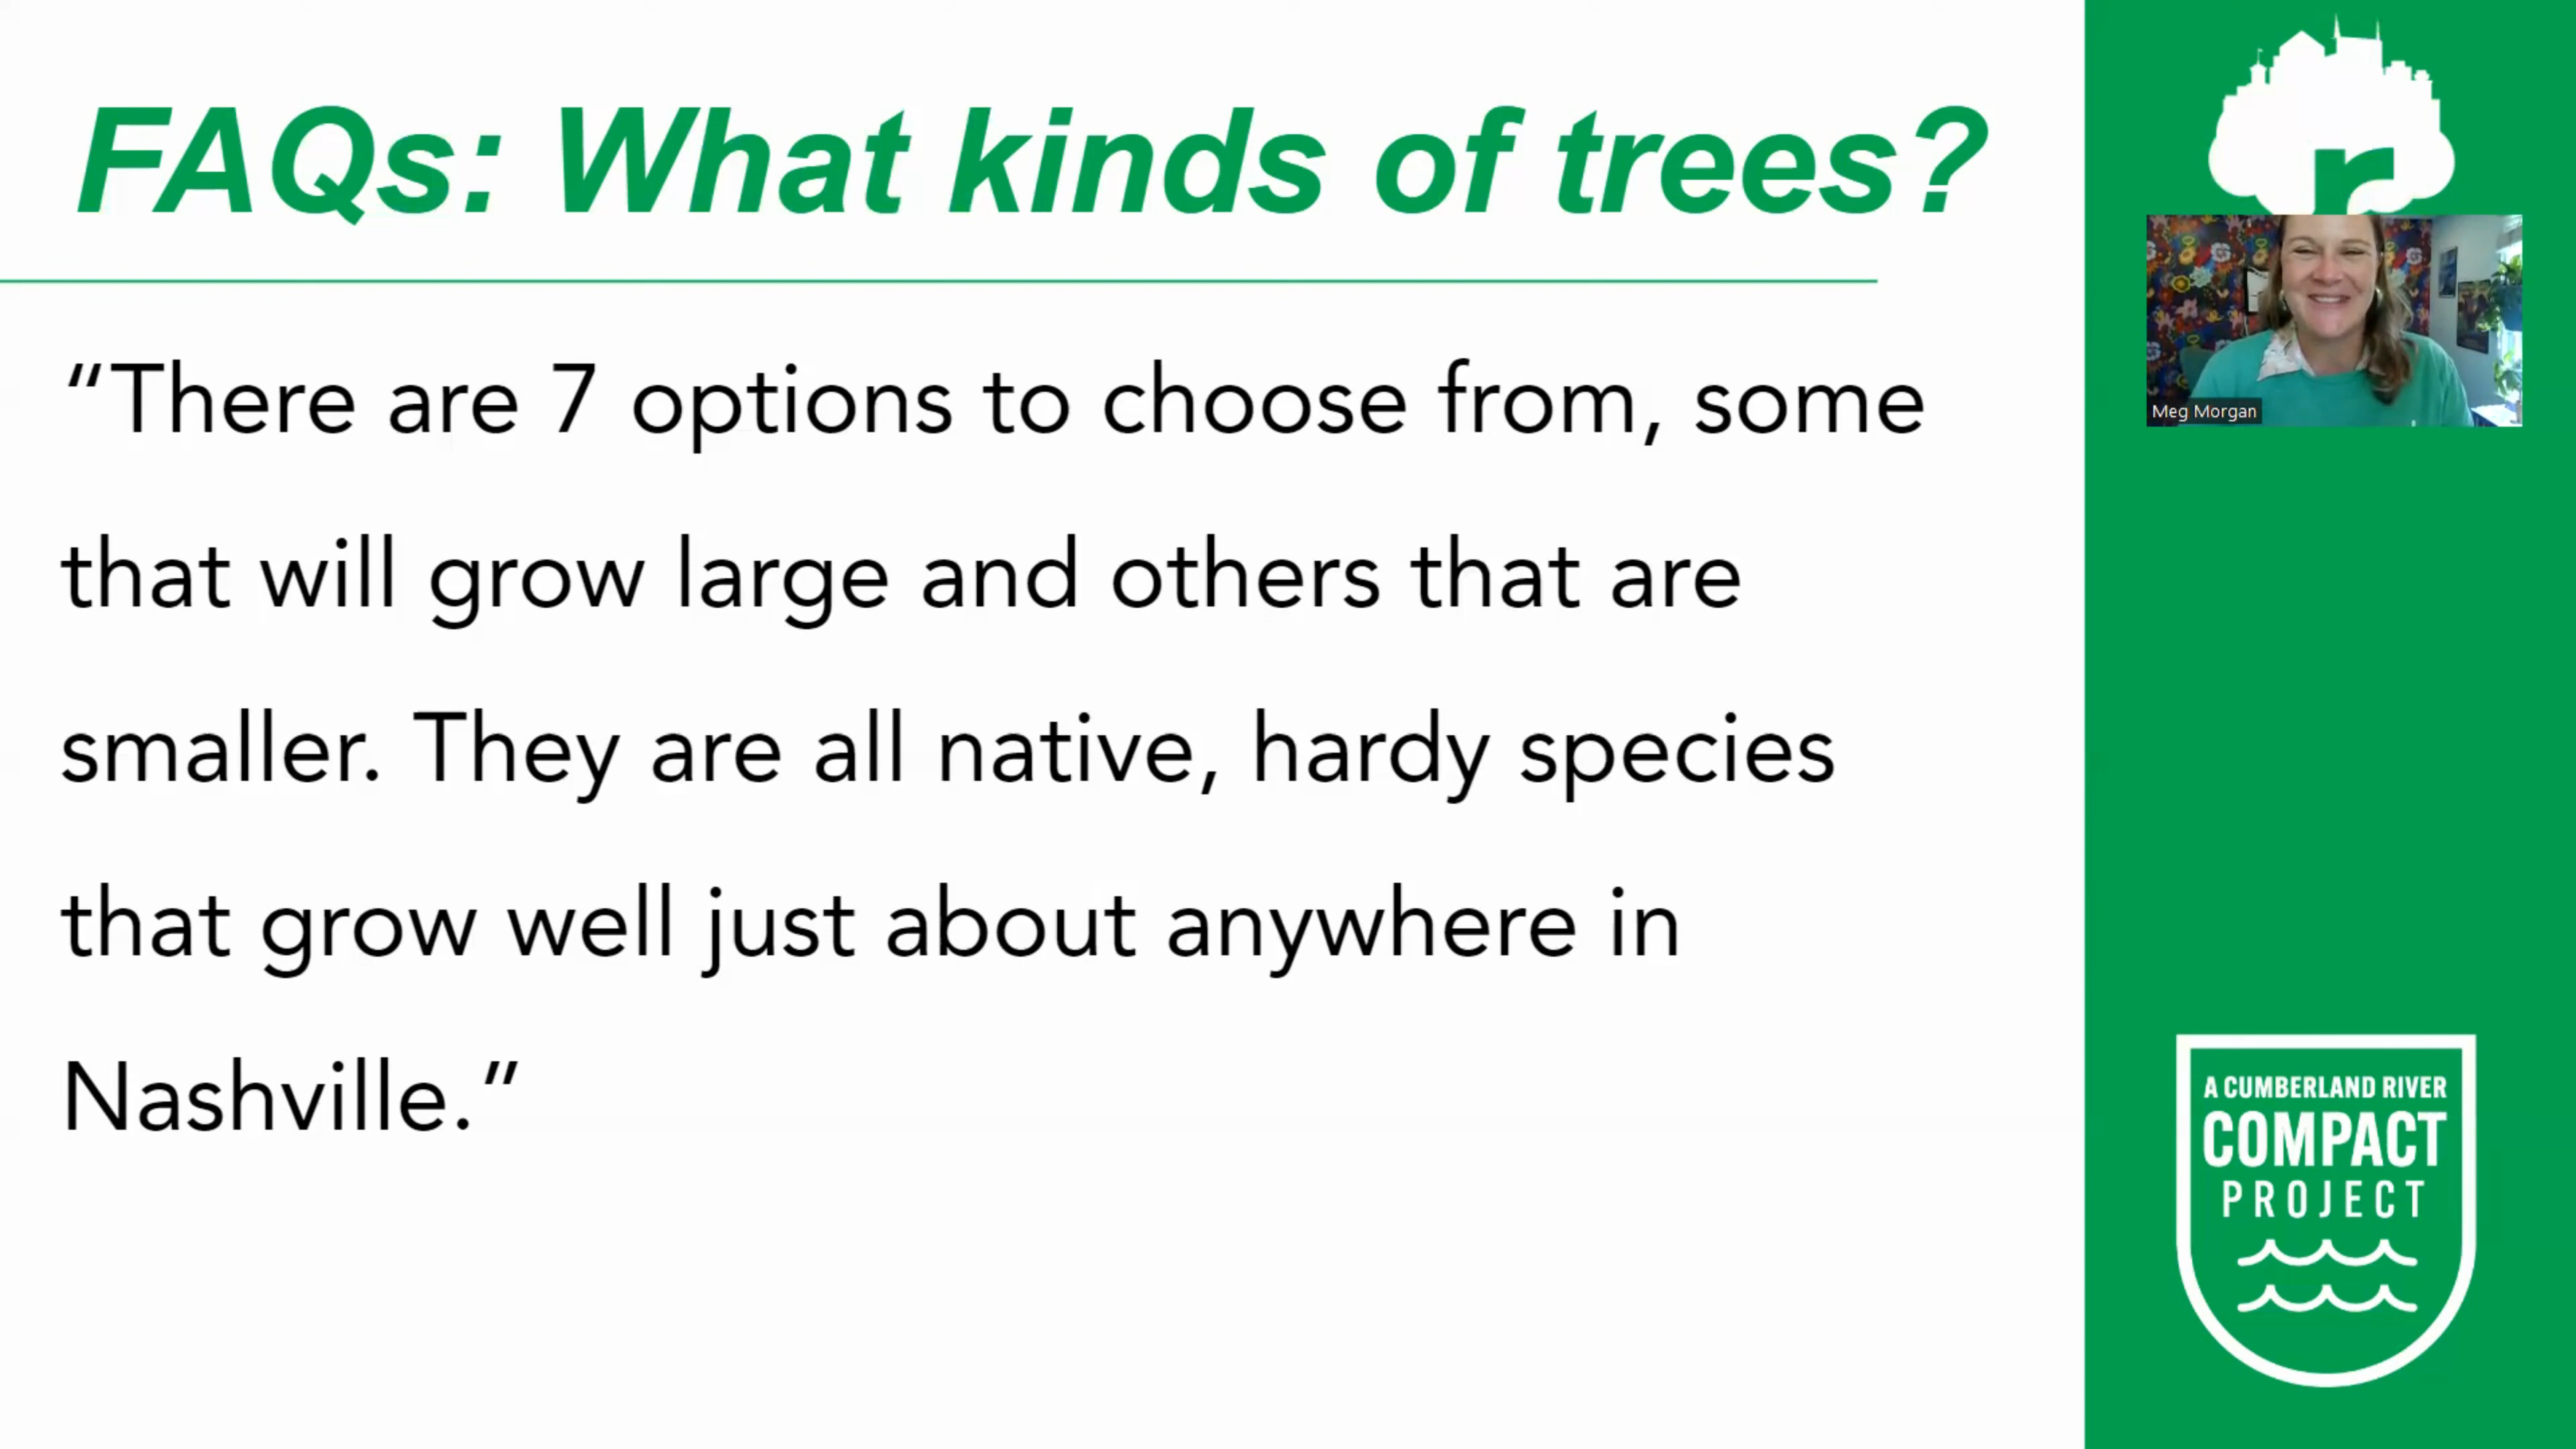 FAQs: What kinds of trees?
“There are 7 options to choose from, some
that will grow large and others that are
smaller. They are all native, hardy species
that grow well just about anywhere in
Nashville.”
r
Meg Morgan
A CUMBERLAND RIVER
COMPACT
PROJECT